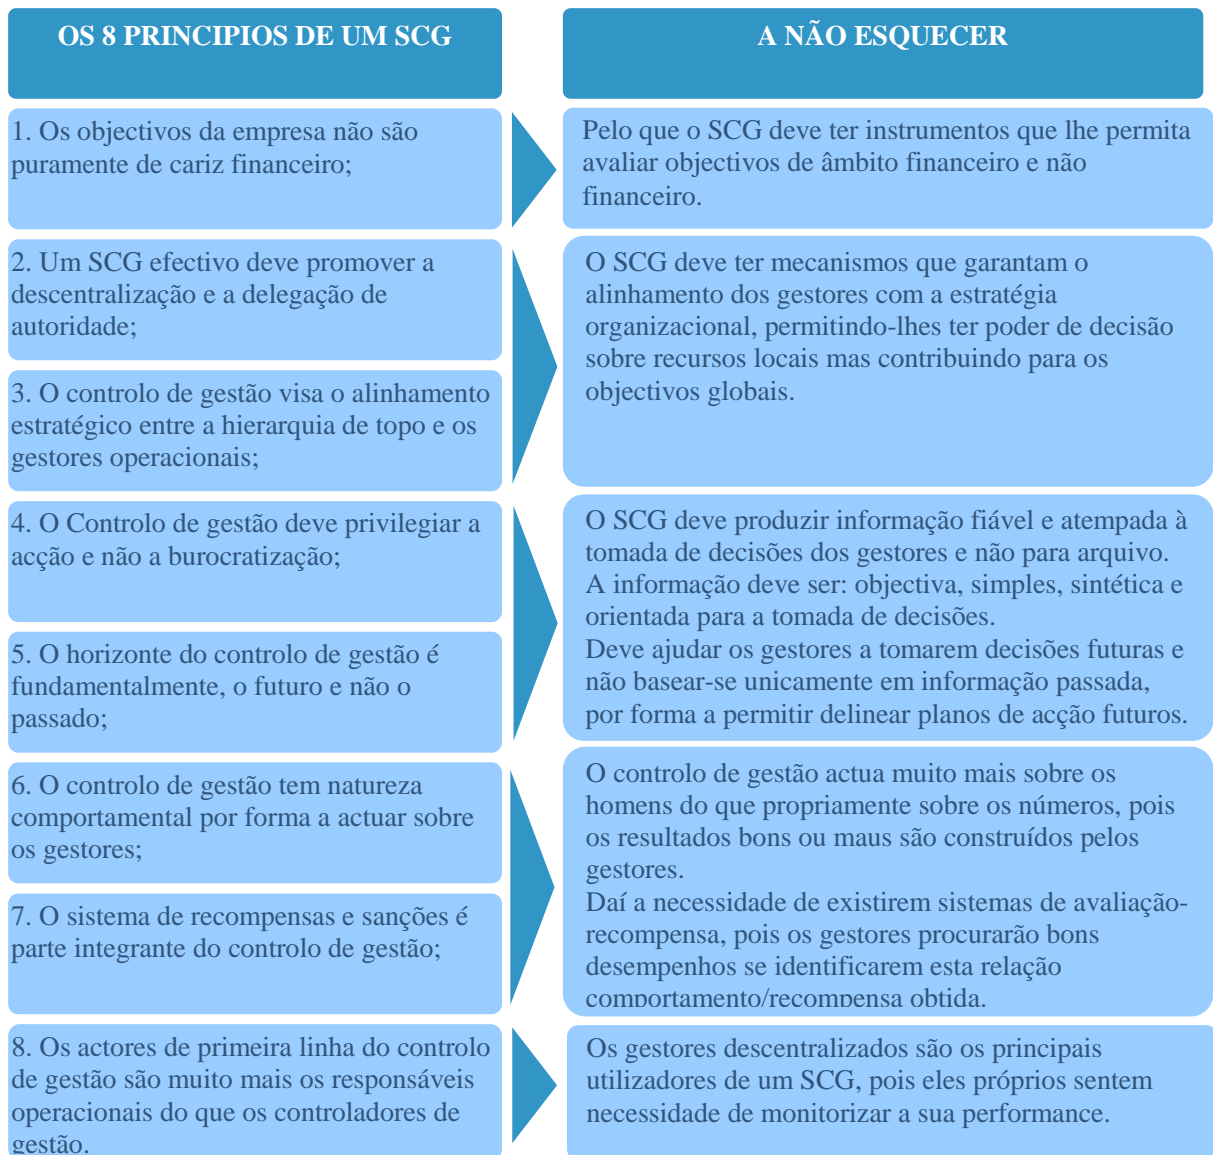 OS 8 PRINCIPIOS DE UM SCG
A NÃO ESQUECER
1. Os objectivos da empresa não são
puramente de cariz financeiro;
Pelo que o SCG deve ter instrumentos que lhe permita
avaliar objectivos de âmbito financeiro e não
financeiro.
2. Um SCG efectivo deve promover a
descentralização e a delegação de
autoridade;
3. O controlo de gestão visa o alinhamento
estratégico entre a hierarquia de topo e os
gestores operacionais;
O SCG deve ter mecanismos que garantam o
alinhamento dos gestores com a estratégia
organizacional, permitindo-lhes ter poder de decisão
sobre recursos locais mas contribuindo para os
objectivos globais.
4. O Controlo de gestão deve privilegiar a
acção e não a burocratização;
5. O horizonte do controlo de gestão é
fundamentalmente, o futuro e não o
passado;
O SCG deve produzir informação fiável e atempada à
tomada de decisões dos gestores e não para arquivo.
A informação deve ser: objectiva, simples, sintética e
orientada para a tomada de decisões.
Deve ajudar os gestores a tomarem decisões futuras e
não basear-se unicamente em informação passada,
por forma a permitir delinear planos de acção futuros.
6. O controlo de gestão tem natureza
comportamental por forma a actuar sobre
os gestores;
7. O sistema de recompensas e sanções é
parte integrante do controlo de gestão;
O controlo de gestão actua muito mais sobre os
homens do que propriamente sobre os números, pois
os resultados bons ou maus são construídos pelos
gestores.
Daí a necessidade de existirem sistemas de avaliação-
recompensa, pois os gestores procurarão bons
desempenhos se identificarem esta relação
comportamento/recompensa obtida.
8. Os actores de primeira linha do controlo
de gestão são muito mais os responsáveis
operacionais do que os controladores de
gestão.
Os gestores descentralizados são os principais
utilizadores de um SCG, pois eles próprios sentem
necessidade de monitorizar a sua performance.